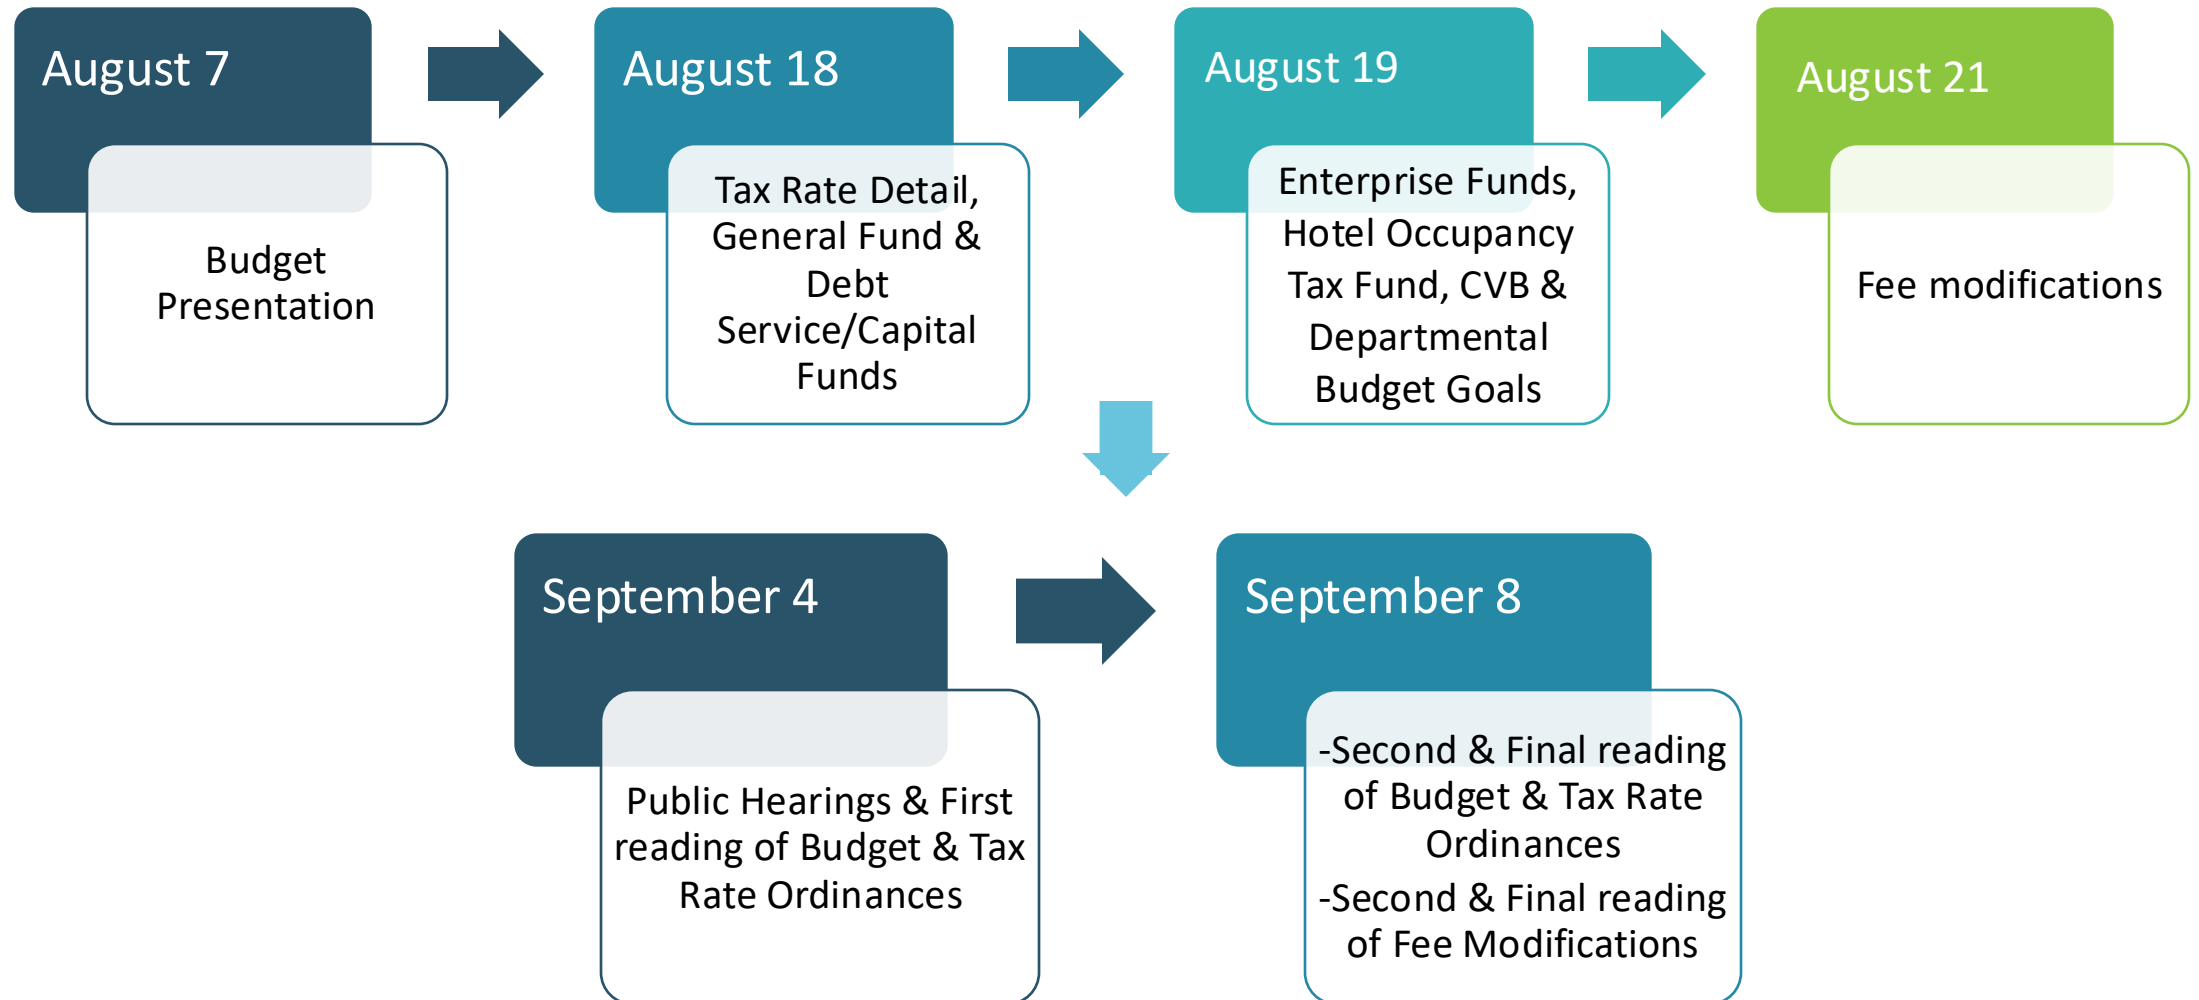 August 7
Budget
Presentation
August 18
Tax Rate Detail,
General Fund &
Debt
Service/Capital
Funds
August 19
Enterprise Funds,
Hotel Occupancy
Tax Fund, CVB &
Departmental
Budget Goals
August 21
Fee modifications
September 4
Public Hearings & First
reading of Budget & Tax
Rate Ordinances
September 8
-Second & Final reading
of Budget & Tax Rate
Ordinances
-Second & Final reading
of Fee Modifications